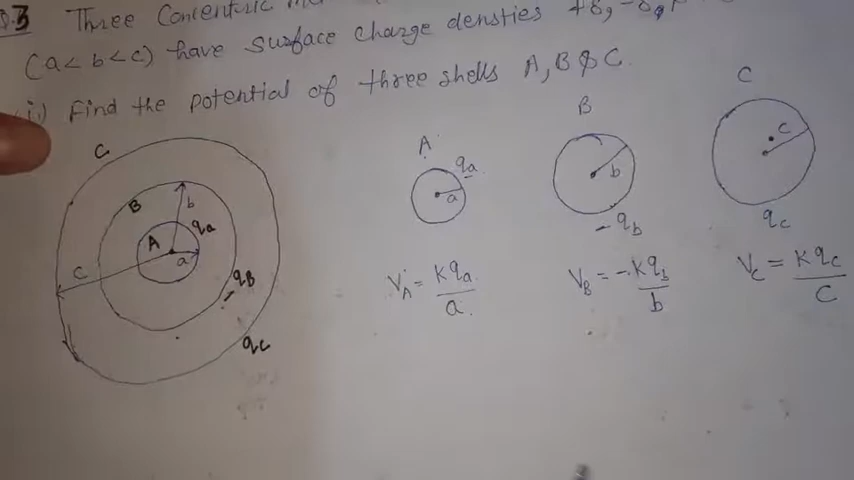 Q.3 Three Concentric
(a < b < c) have surface charge densties +σ, -σ,
(i) Find the potential of three shells A, B & C.
C
B
A
b
qa
a
c
- qB
qc
A
qa
a
B
b
- qb
C
c
qc
VA = Kqa/a
VB = -Kqb/b
VC = Kqc/c